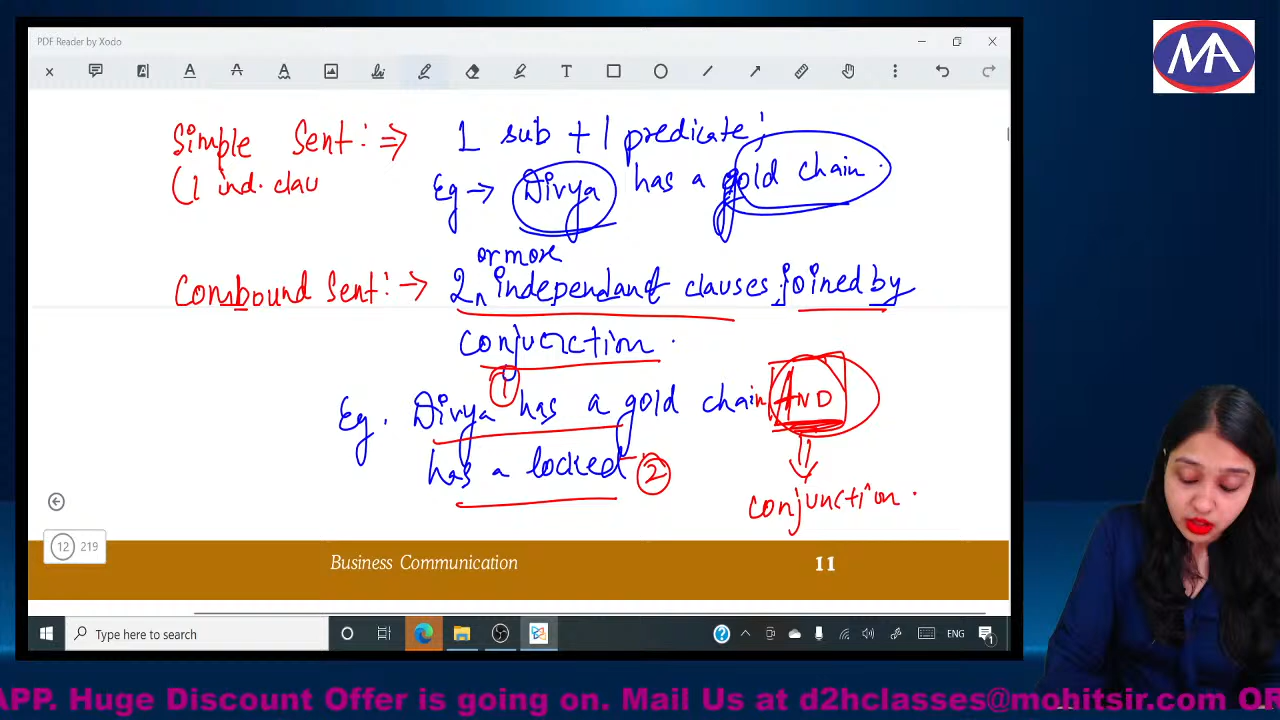 PDF Reader by Xodo
MA
Simple Sent: ⇒ 1 sub + 1 predicate;
(1 ind. clau
Eg → Divya has a gold chain.
or more
Compound Sent: → 2 independant clauses joined by
conjunction.
1
Eg. Divya has a gold chain AND
has a locked 2
conjunction.
12 219
Business Communication 11
T
Type here to search
ENG
1
APP. Huge Discount Offer is going on. Mail Us at d2hclasses@mohitsir.com OR